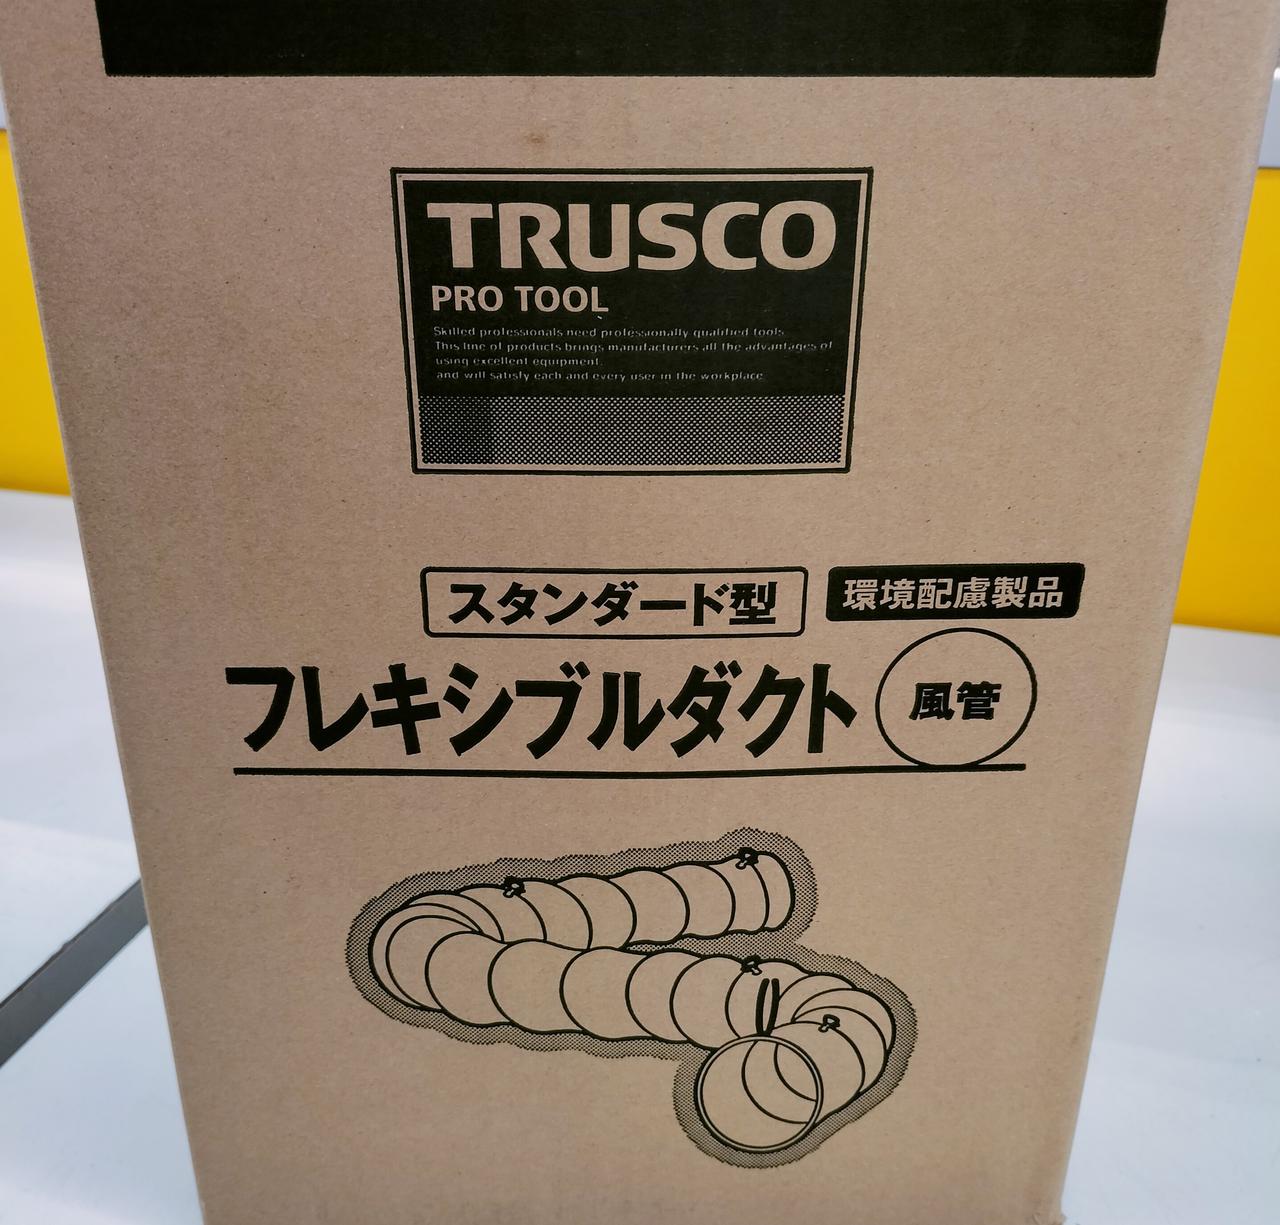 TRUSCO
PRO TOOL
Skilled professionals need professionally qualified tools.
This line of products brings manufacturers all the advantages of
using excellent equipment.
and will satisfy each and every user in the workplace.
スタンダード型
環境配慮製品
フレキシブルダクト 風管